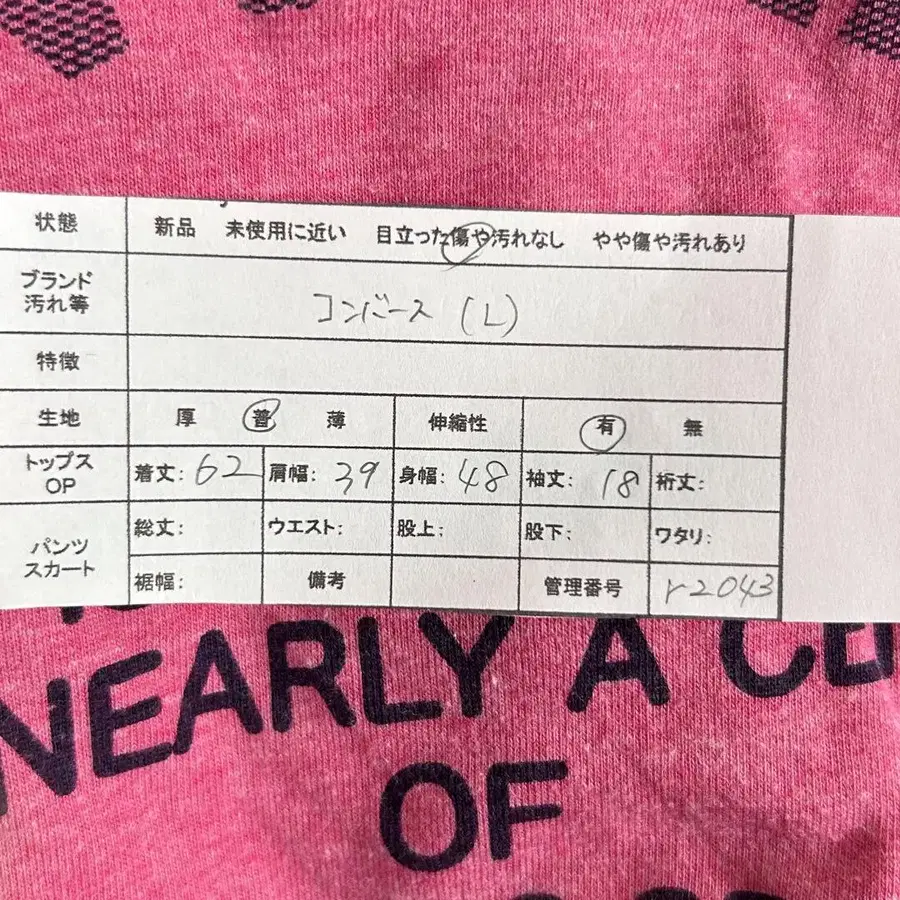 状態 新品 未使用に近い 目立った傷や汚れなし やや傷や汚れあり
ブランド
汚れ等
コンバース (L)
特徴
生地 厚 普 薄 伸縮性 有 無
トップス
OP
着丈: 62 肩幅: 39 身幅: 48 袖丈: 18 裄丈:
パンツ
スカート
総丈: ウエスト: 股上: 股下: ワタリ:
裾幅: 備考 管理番号 r2043
NEARLY A
OF